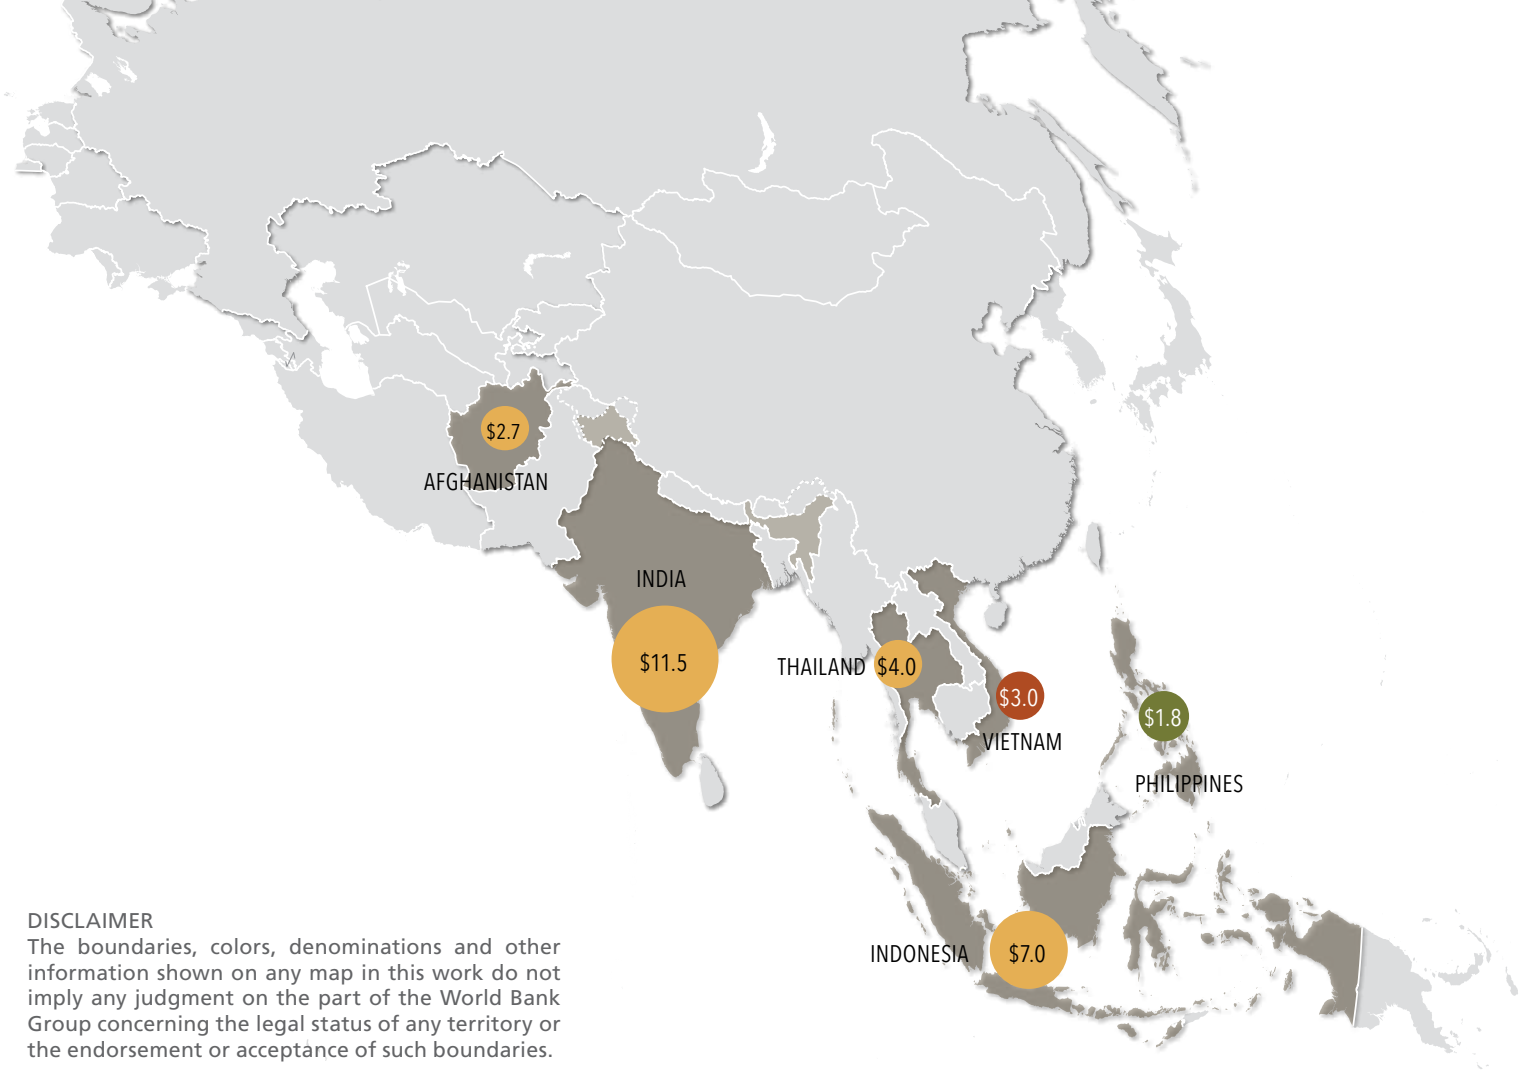 $2.7
AFGHANISTAN
INDIA
$11.5
THAILAND
$4.0
$3.0
VIETNAM
$1.8
PHILIPPINES
INDONESIA
$7.0
DISCLAIMER
The boundaries, colors, denominations and other
information shown on any map in this work do not
imply any judgment on the part of the World Bank
Group concerning the legal status of any territory or
the endorsement or acceptance of such boundaries.